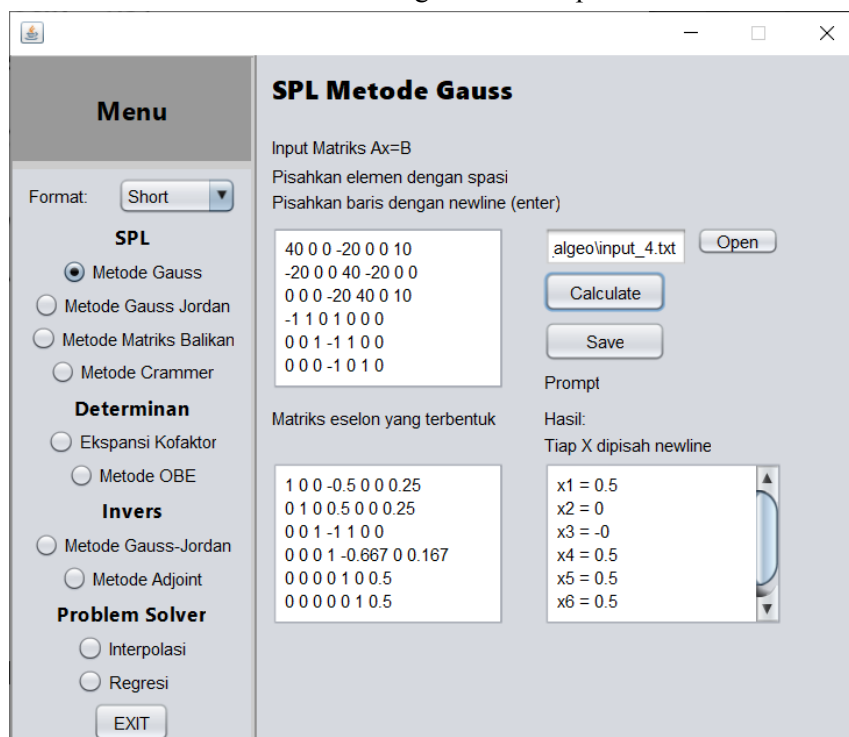 Menu
Format:
Short
SPL
Metode Gauss
Metode Gauss Jordan
Metode Matriks Balikan
Metode Crammer
Determinan
Ekspansi Kofaktor
Metode OBE
Invers
Metode Gauss-Jordan
Metode Adjoint
Problem Solver
Interpolasi
Regresi
EXIT
SPL Metode Gauss
Input Matriks Ax=B
Pisahkan elemen dengan spasi
Pisahkan baris dengan newline (enter)
40 0 0 -20 0 0 10
-20 0 0 40 -20 0 0
0 0 0 -20 40 0 10
-1 1 0 1 0 0 0
0 0 1 -1 1 0 0
0 0 0 -1 0 1 0
algeo\input_4.txt
Open
Calculate
Save
Prompt
Matriks eselon yang terbentuk
1 0 0 -0.5 0 0 0.25
0 1 0 0.5 0 0 0.25
0 0 1 -1 1 0 0
0 0 0 1 -0.667 0 0.167
0 0 0 0 1 0 0.5
0 0 0 0 0 1 0.5
Hasil:
Tiap X dipisah newline
x1 = 0.5
x2 = 0
x3 = -0
x4 = 0.5
x5 = 0.5
x6 = 0.5